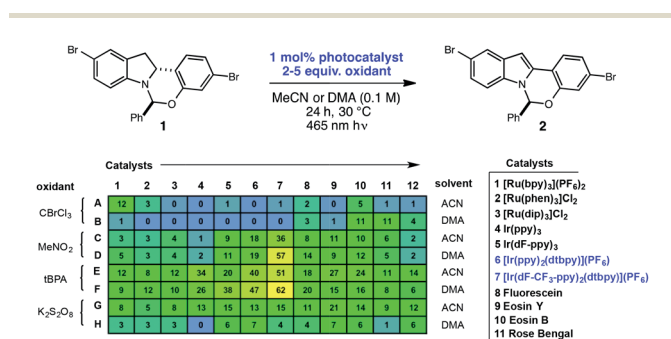 Br
Br
N
O
Ph
1
1 mol% photocatalyst
2-5 equiv. oxidant
MeCN or DMA (0.1 M)
24 h, 30 °C
465 nm hν
Br
Br
N
O
Ph
2
Catalysts
oxidant 1 2 3 4 5 6 7 8 9 10 11 12 solvent
CBrCl3
A 12 3 0 0 1 0 1 2 0 5 1 1 ACN
B 1 0 0 0 0 0 0 3 1 11 11 4 DMA
MeNO2
C 3 3 4 1 9 18 36 8 11 10 6 2 ACN
D 5 3 4 2 11 19 57 14 9 12 5 2 DMA
tBPA
E 12 8 12 34 20 40 51 18 27 24 11 14 ACN
F 9 12 10 26 38 47 62 20 15 16 8 6 DMA
K2S2O8
G 8 5 8 13 15 13 15 11 21 14 9 12 ACN
H 3 3 3 0 6 7 4 4 7 6 1 6 DMA
Catalysts
1 [Ru(bpy)3](PF6)2
2 [Ru(phen)3]Cl2
3 [Ru(dip)3]Cl2
4 Ir(ppy)3
5 Ir(dF-ppy)3
6 [Ir(ppy)2(dtbpy)](PF6)
7 [Ir(dF-CF3-ppy)2(dtbpy)](PF6)
8 Fluorescein
9 Eosin Y
10 Eosin B
11 Rose Bengal